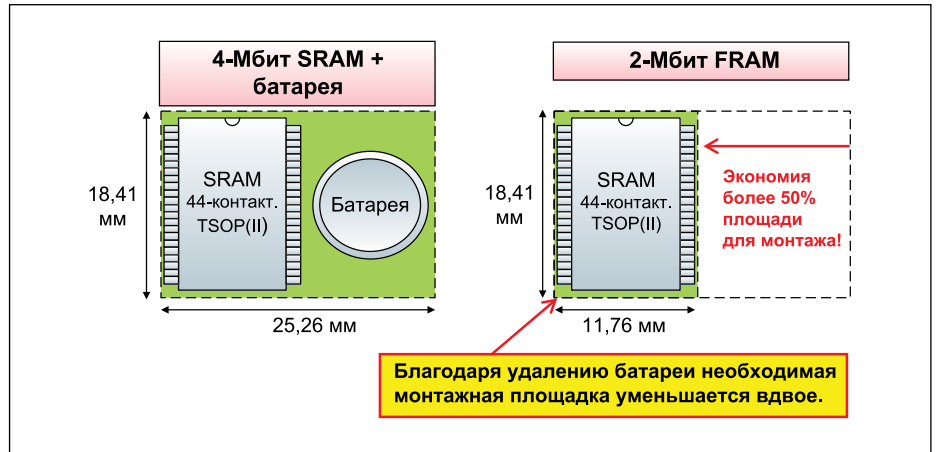 4-Мбит SRAM +
батарея
2-Мбит FRAM
18,41
мм
SRAM
44-контакт.
TSOP(II)
Батарея
25,26 мм
18,41
мм
SRAM
44-контакт.
TSOP(II)
11,76 мм
Экономия
более 50%
площади
для монтажа!
Благодаря удалению батареи необходимая
монтажная площадка уменьшается вдвое.